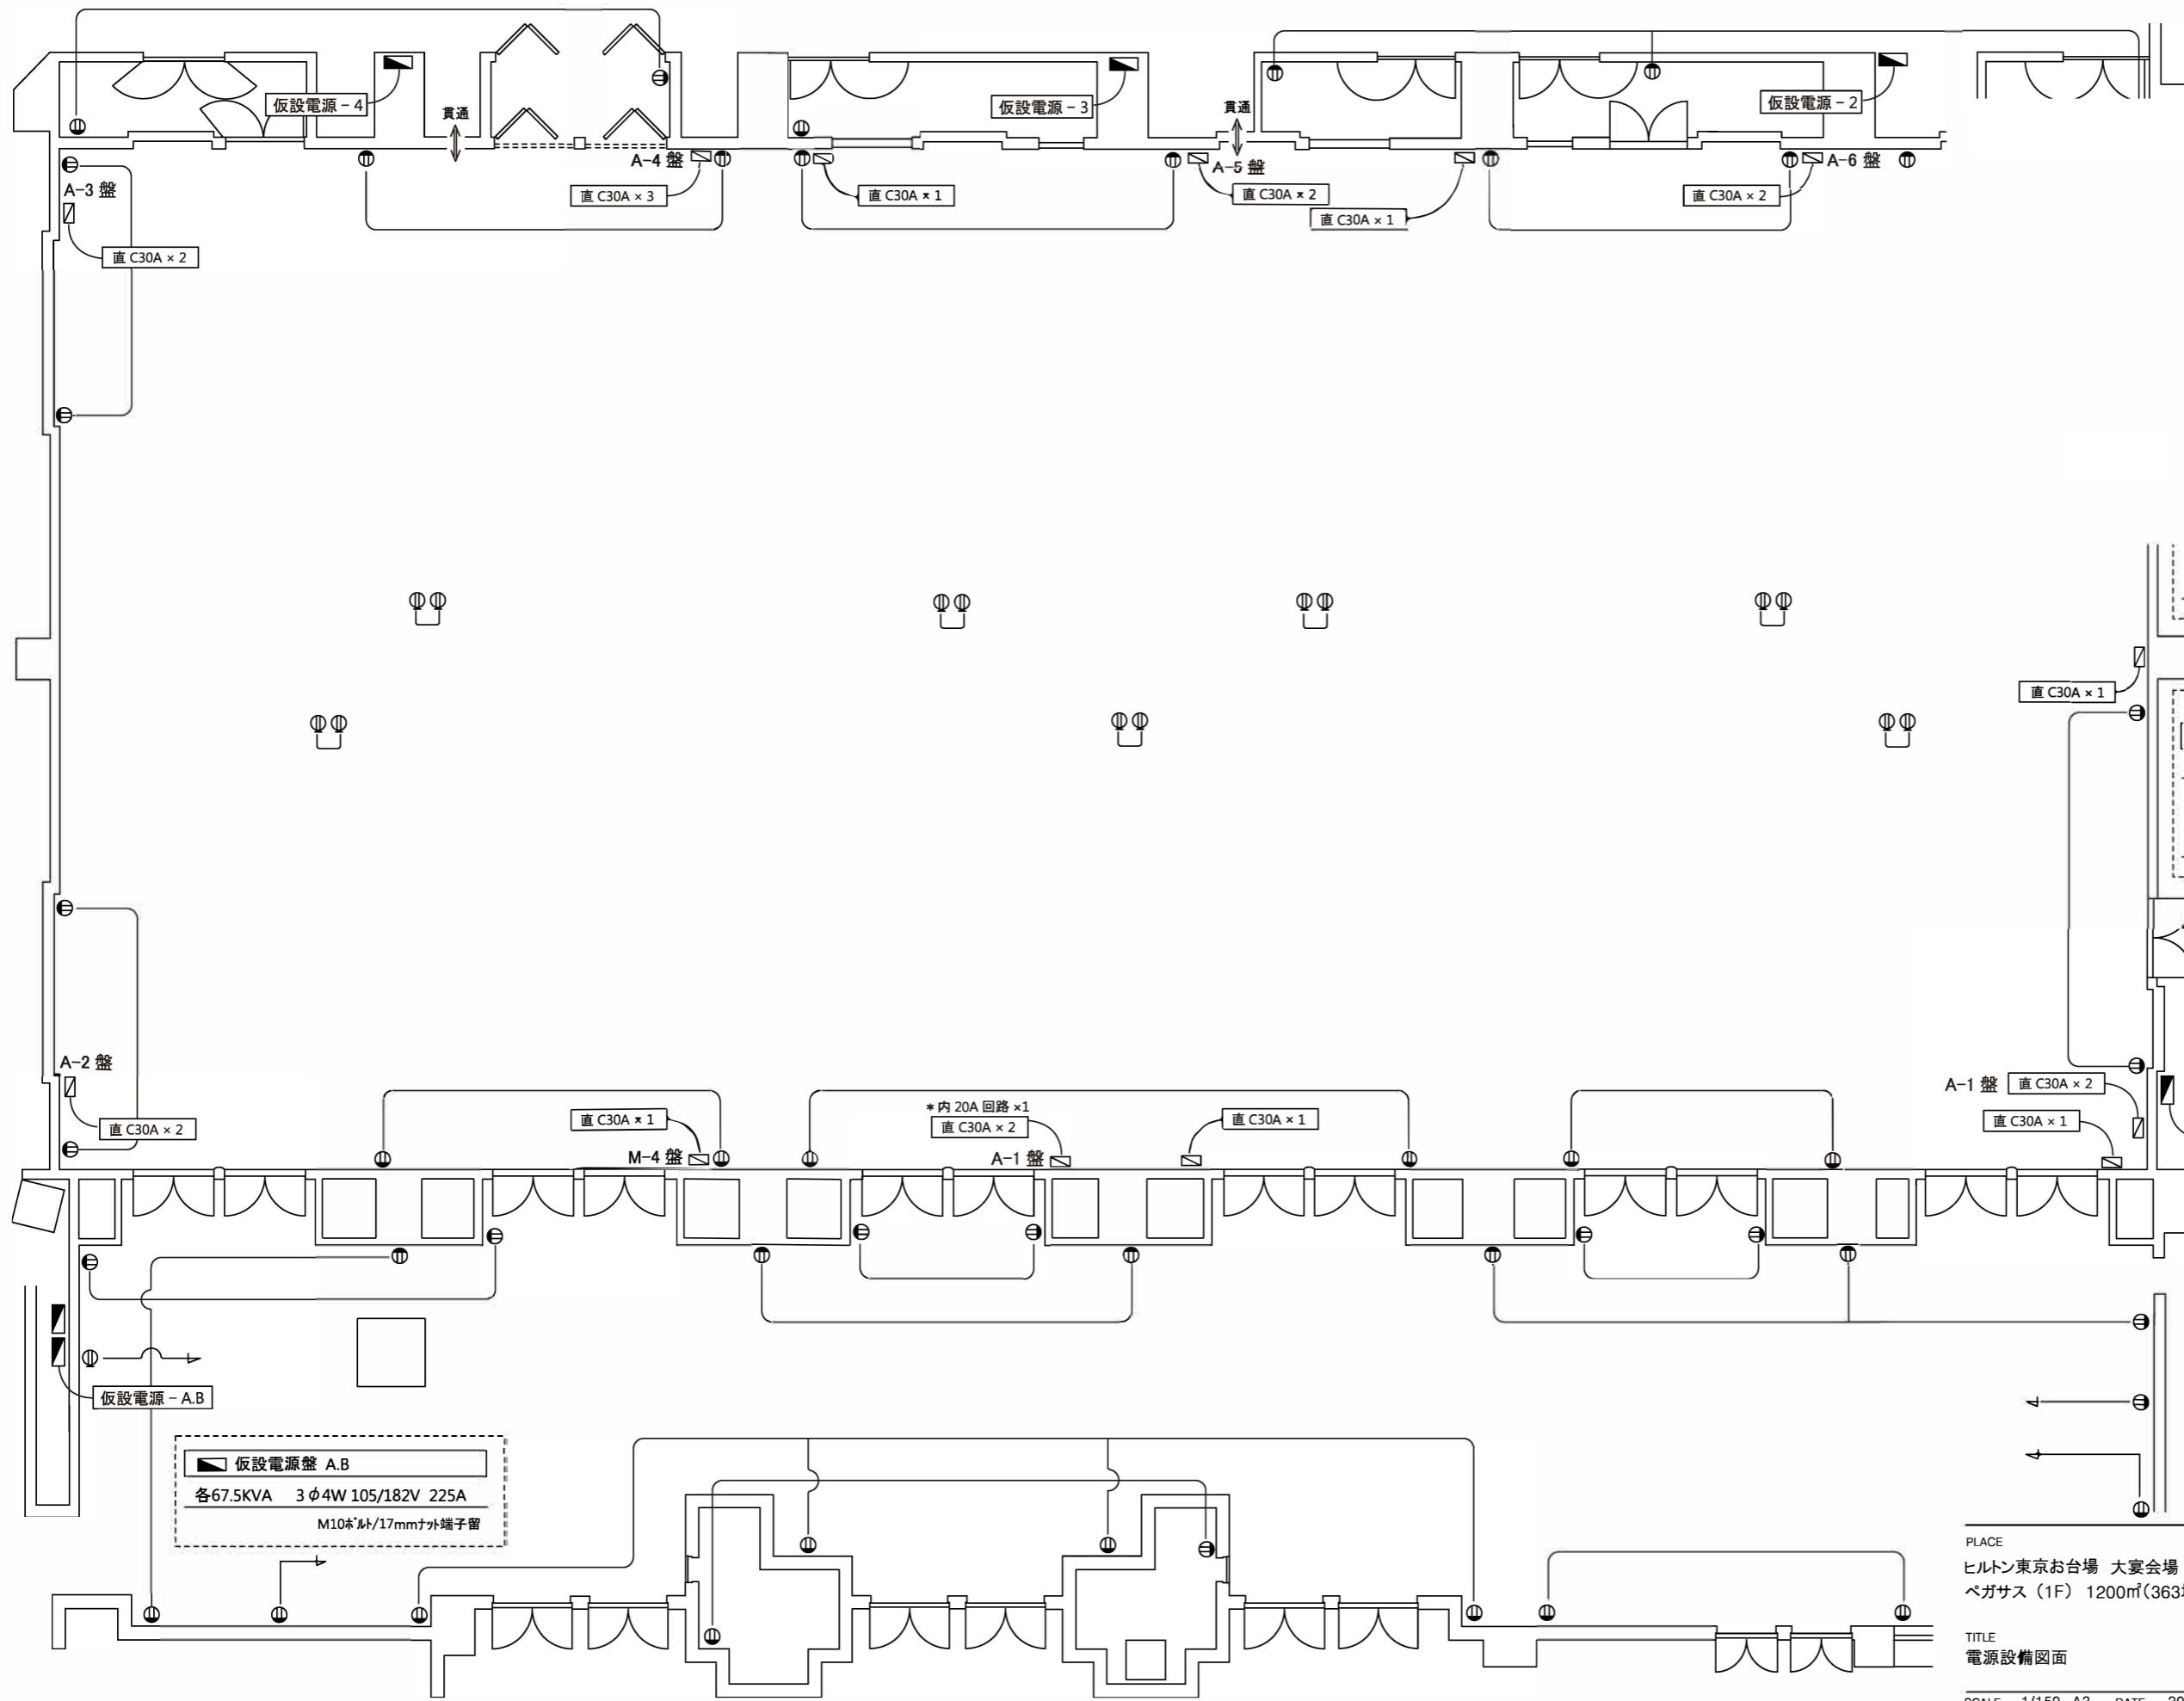 仮設電源 − 4
貫通
仮設電源 − 3
貫通
仮設電源 − 2
A−3 盤
直 C30A × 2
A−4 盤
直 C30A × 3
直 C30A × 1
A−5 盤
直 C30A × 2
直 C30A × 1
直 C30A × 2
A−6 盤
直 C30A × 1
A−2 盤
直 C30A × 2
直 C30A × 1
M−4 盤
＊内 20A 回路 ×1
直 C30A × 2
A−1 盤
直 C30A × 1
A−1 盤
直 C30A × 2
直 C30A × 1
仮設電源 − A.B
仮設電源盤 A.B
各67.5KVA 3φ4W 105/182V 225A
M10ﾎﾞﾙﾄ/17mmﾅｯﾄ端子留
PLACE
ヒルトン東京お台場 大宴会場
ペガサス（1F） 1200㎡(363
TITLE
電源設備図面
SCALE 1/150 A3 DATE 20